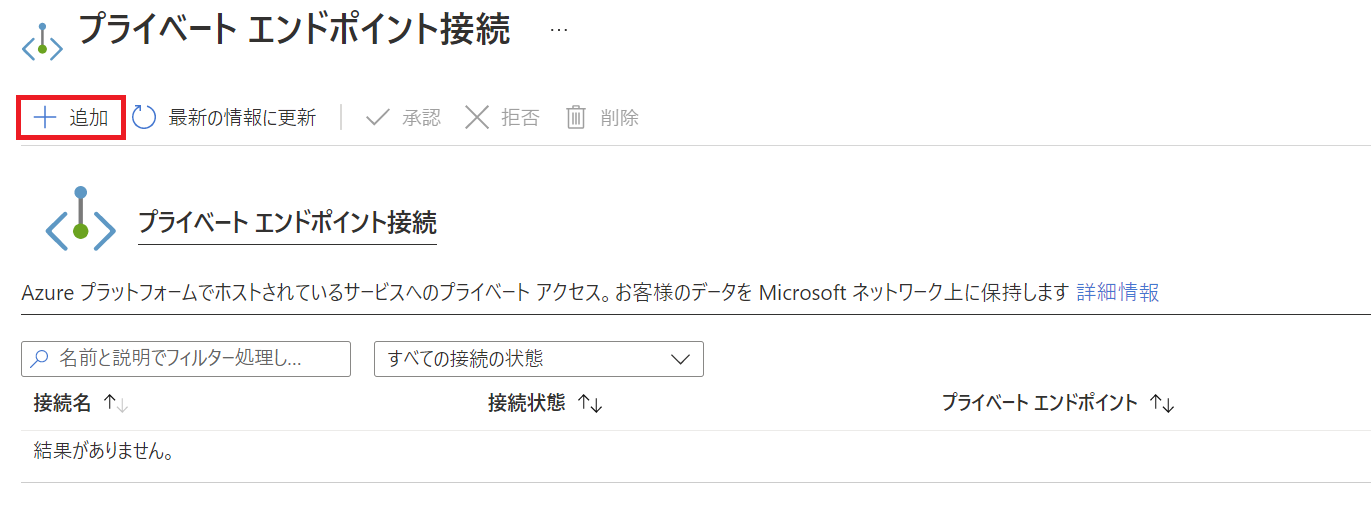 プライベート エンドポイント接続 …
追加 最新の情報に更新 承認 拒否 削除
プライベート エンドポイント接続
Azure プラットフォームでホストされているサービスへのプライベート アクセス。お客様のデータを Microsoft ネットワーク上に保持します 詳細情報
名前と説明でフィルター処理し... すべての接続の状態
接続名 ↑↓ 接続状態 ↑↓ プライベート エンドポイント ↑↓
結果がありません。